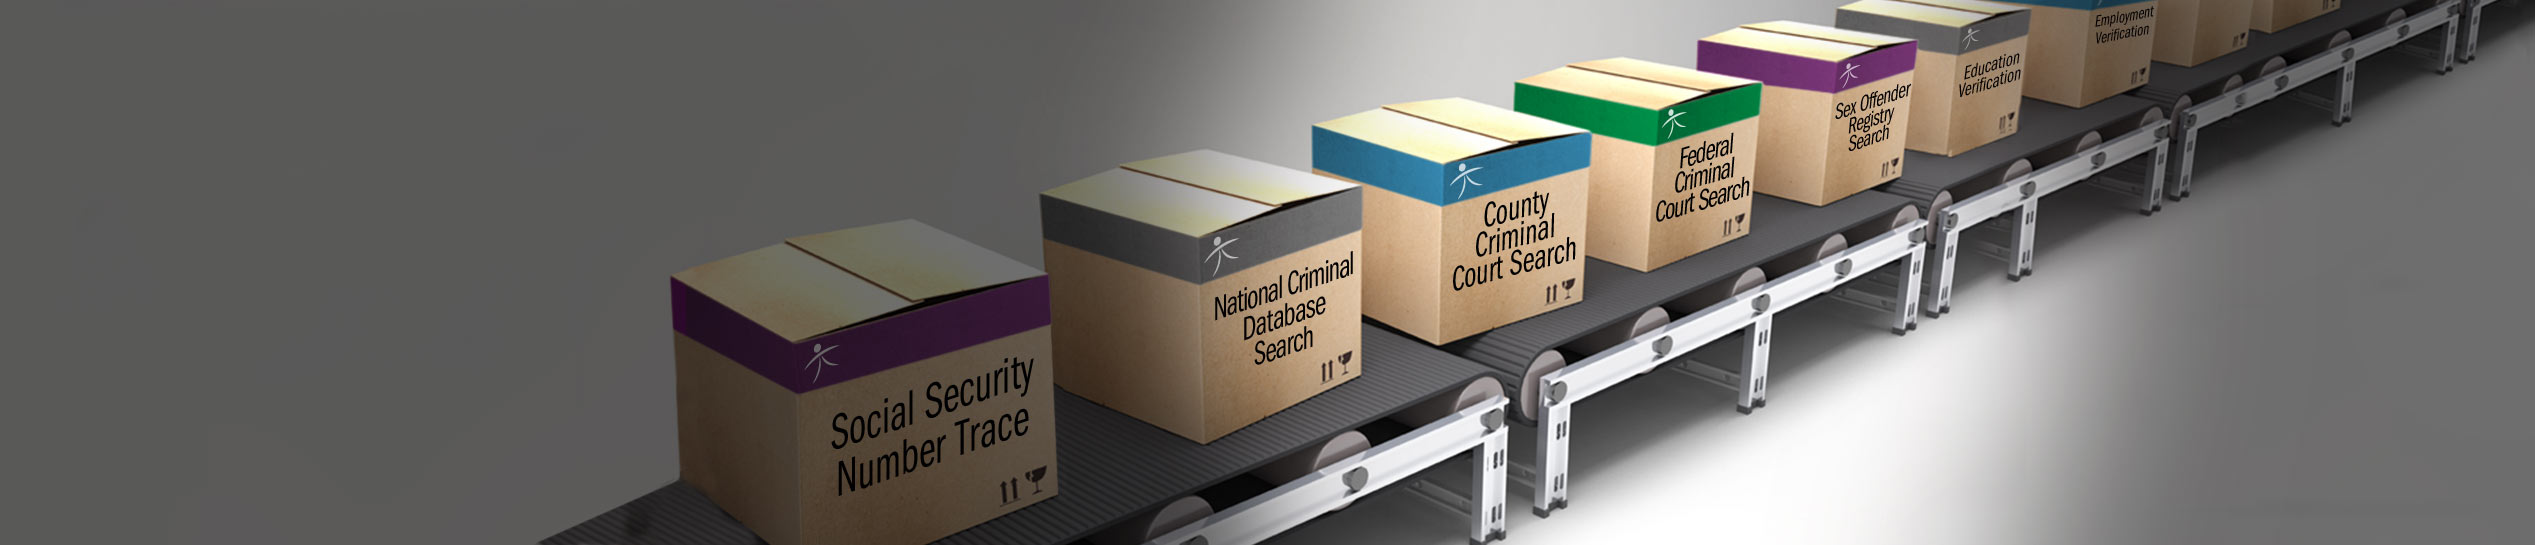 Social Security
Number Trace
National Criminal
Database
Search
County
Criminal
Court Search
Federal
Criminal
Court Search
Sex Offender
Registry
Search
Education
Verification
Employment
Verification